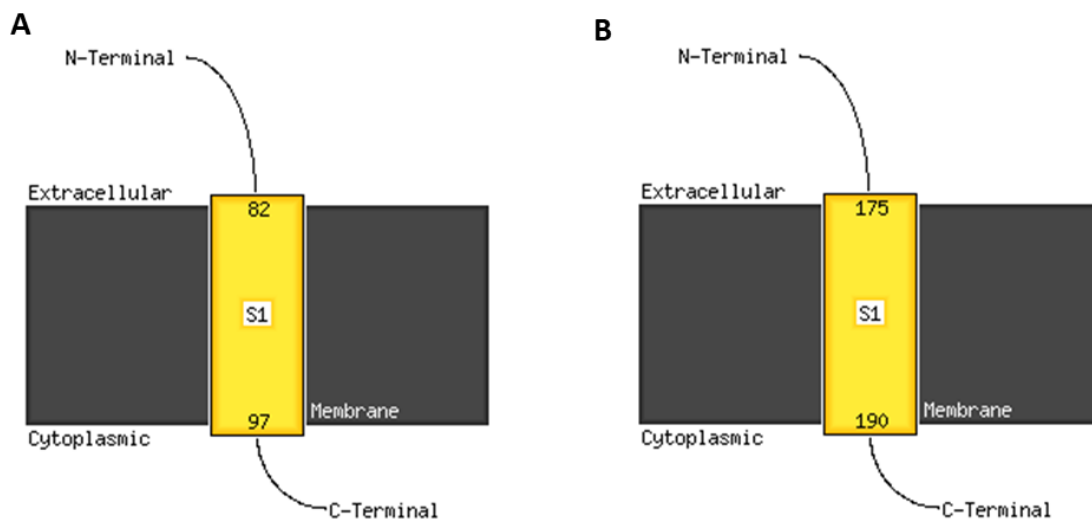 A
N-Terminal
Extracellular
82
S1
97
Membrane
Cytoplasmic
C-Terminal
B
N-Terminal
Extracellular
175
S1
190
Membrane
Cytoplasmic
C-Terminal